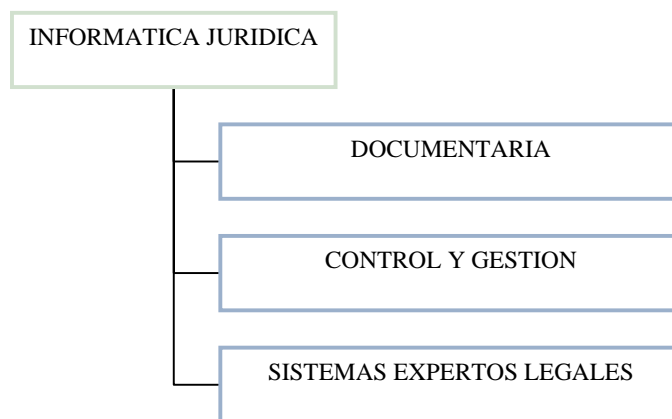 INFORMATICA JURIDICA
DOCUMENTARIA
CONTROL Y GESTION
SISTEMAS EXPERTOS LEGALES